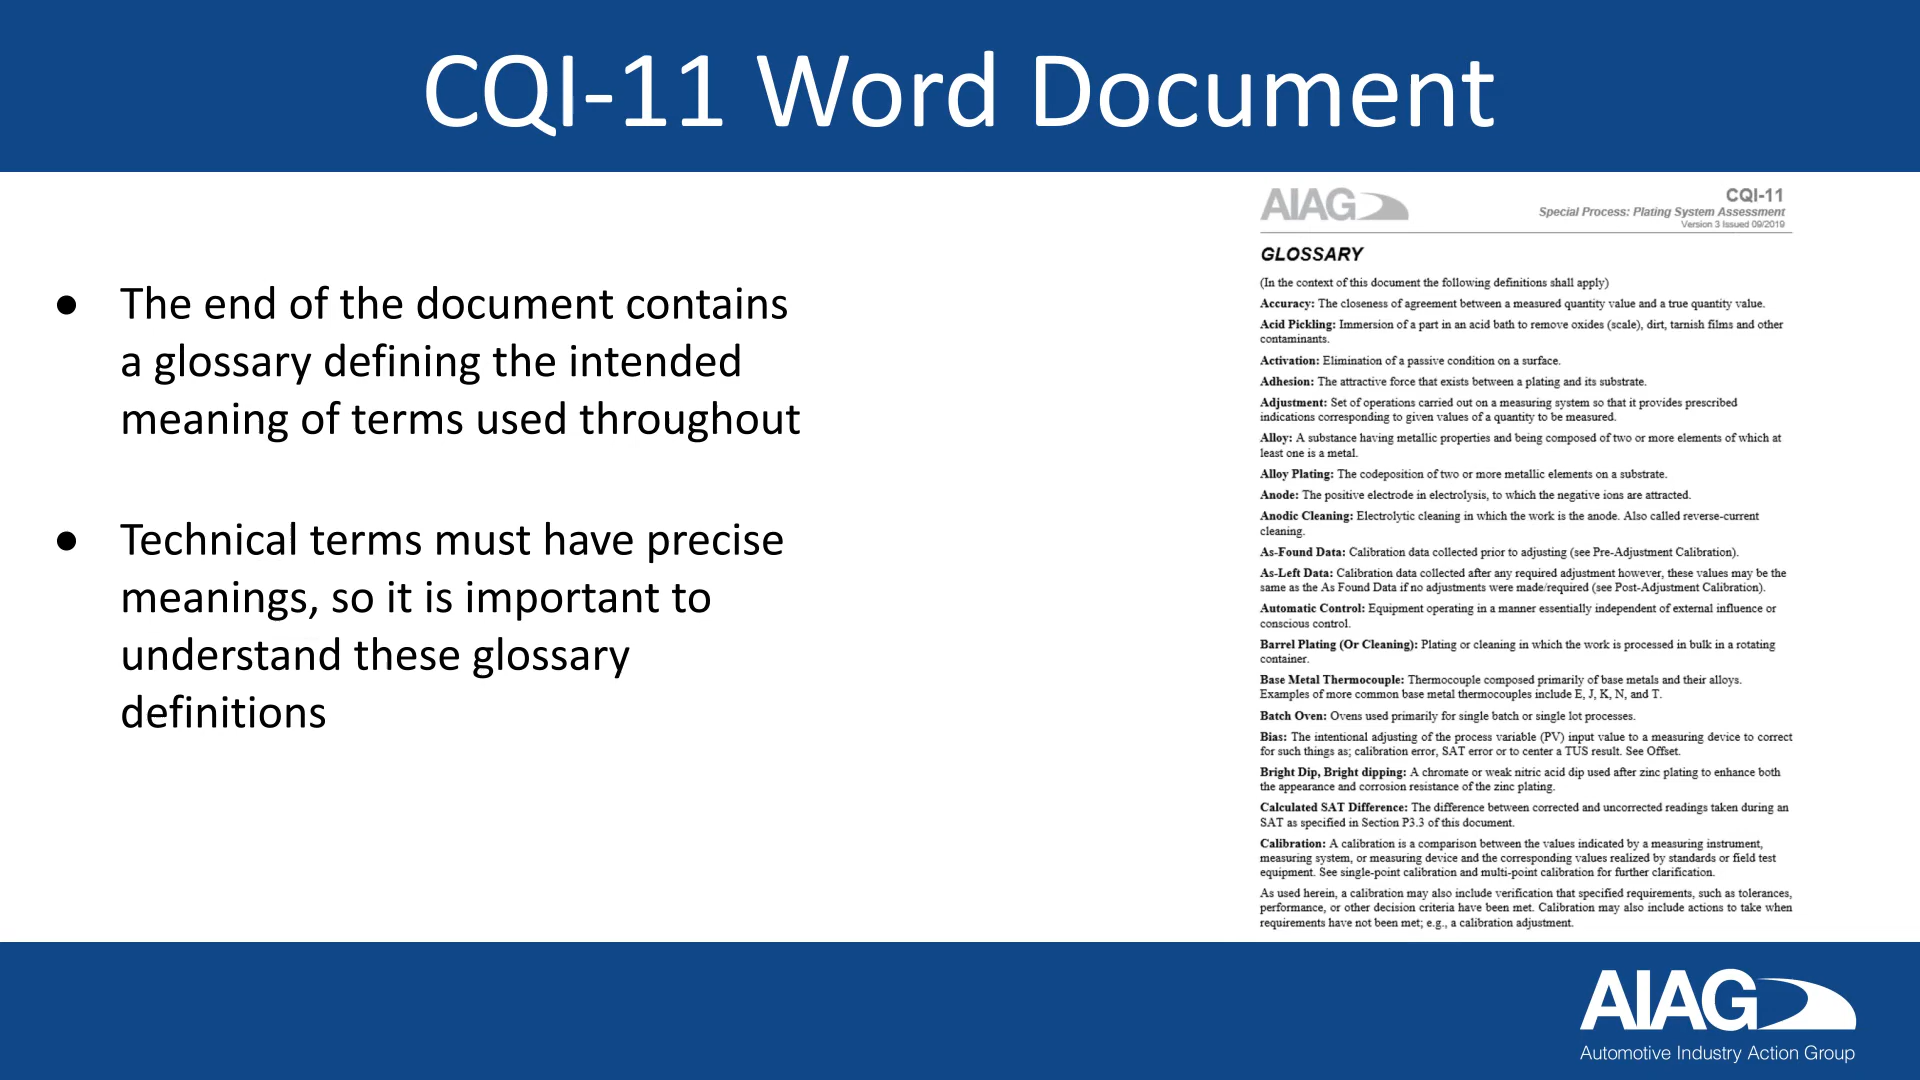 CQI-11 Word Document
● The end of the document contains
a glossary defining the intended
meaning of terms used throughout
● Technical terms must have precise
meanings, so it is important to
understand these glossary
definitions
AIAG
CQI-11
Special Process: Plating System Assessment
Version 3 Issued 09/2019
GLOSSARY
(In the context of this document the following definitions shall apply)
Accuracy: The closeness of agreement between a measured quantity value and a true quantity value.
Acid Pickling: Immersion of a part in an acid bath to remove oxides (scale), dirt, tarnish films and other
contaminants.
Activation: Elimination of a passive condition on a surface.
Adhesion: The attractive force that exists between a plating and its substrate.
Adjustment: Set of operations carried out on a measuring system so that it provides prescribed
indications corresponding to given values of a quantity to be measured.
Alloy: A substance having metallic properties and being composed of two or more elements of which at
least one is a metal.
Alloy Plating: The codeposition of two or more metallic elements on a substrate.
Anode: The positive electrode in electrolysis, to which the negative ions are attracted.
Anodic Cleaning: Electrolytic cleaning in which the work is the anode. Also called reverse-current
cleaning.
As-Found Data: Calibration data collected prior to adjusting (see Pre-Adjustment Calibration).
As-Left Data: Calibration data collected after any required adjustment however, these values may be the
same as the As Found Data if no adjustments were made/required (see Post-Adjustment Calibration).
Automatic Control: Equipment operating in a manner essentially independent of external influence or
conscious control.
Barrel Plating (Or Cleaning): Plating or cleaning in which the work is processed in bulk in a rotating
container.
Base Metal Thermocouple: Thermocouple composed primarily of base metals and their alloys.
Examples of more common base metal thermocouples include E, J, K, N, and T.
Batch Oven: Ovens used primarily for single batch or single lot processes.
Bias: The intentional adjusting of the process variable (PV) input value to a measuring device to correct
for such things as; calibration error, SAT error or to center a TUS result. See Offset.
Bright Dip, Bright dipping: A chromate or weak nitric acid dip used after zinc plating to enhance both
the appearance and corrosion resistance of the zinc plating.
Calculated SAT Difference: The difference between corrected and uncorrected readings taken during an
SAT as specified in Section P3.3 of this document.
Calibration: A calibration is a comparison between the values indicated by a measuring instrument,
measuring system, or measuring device and the corresponding values realized by standards or field test
equipment. See single-point calibration and multi-point calibration for further clarification.
As used herein, a calibration may also include verification that specified requirements, such as tolerances,
performance, or other decision criteria have been met. Calibration may also include actions to take when
requirements have not been met; e.g., a calibration adjustment.
AIAG
Automotive Industry Action Group